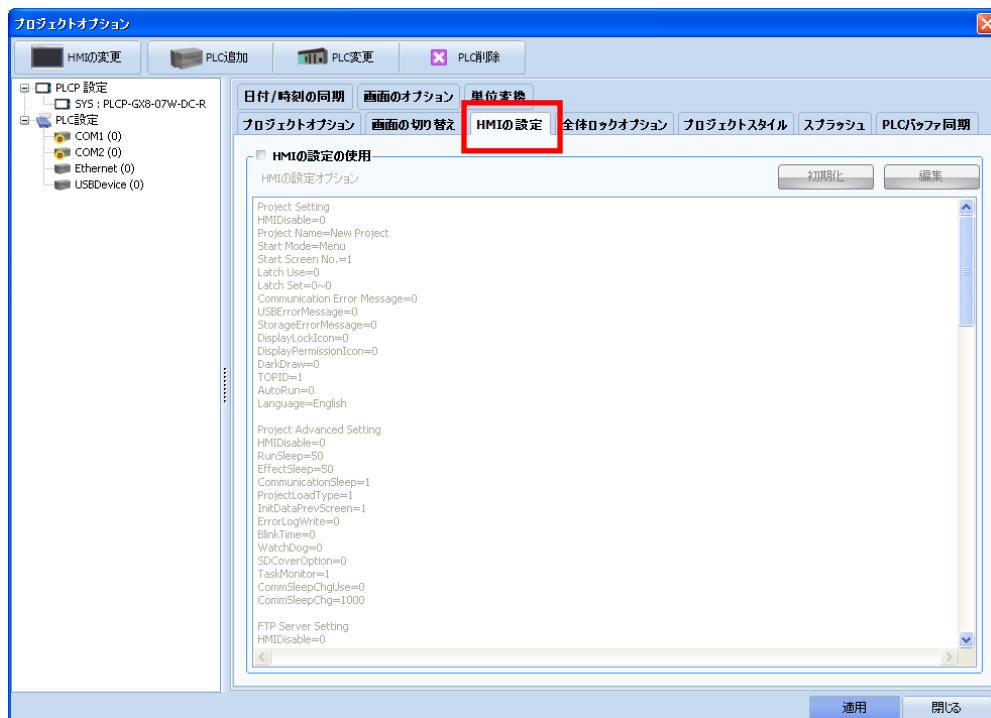 プロジェクトオプション
HMIの変更 PLC追加 PLC変更 PLC削除
PLCP 設定
SYS : PLCP-GX8-07W-DC-R
PLC設定
COM1 (0)
COM2 (0)
Ethernet (0)
USBDevice (0)
日付/時刻の同期 画面のオプション 単位変換
プロジェクトオプション 画面の切り替え HMIの設定 全体ロックオプション プロジェクトスタイル スプラッシュ PLCバッファ同期
HMIの設定の使用
HMIの設定オプション 初期化 編集
Project Setting
HMIDisable=0
Project Name=New Project
Start Mode=Menu
Start Screen No.=1
Latch Use=0
Latch Set=0~0
Communication Error Message=0
USBErrorMessage=0
StorageErrorMessage=0
DisplayLockIcon=0
DisplayPermissionIcon=0
DarkDraw=0
TOPID=1
AutoRun=0
Language=English
Project Advanced Setting
HMIDisable=0
RunSleep=50
EffectSleep=50
CommunicationSleep=1
ProjectLoadType=1
InitDataPrevScreen=1
ErrorLogWrite=0
BlinkTime=0
WatchDog=0
SDCoverOption=0
TaskMonitor=1
CommSleepChgUse=0
CommSleepChg=1000
FTP Server Setting
HMIDisable=0
適用 閉じる